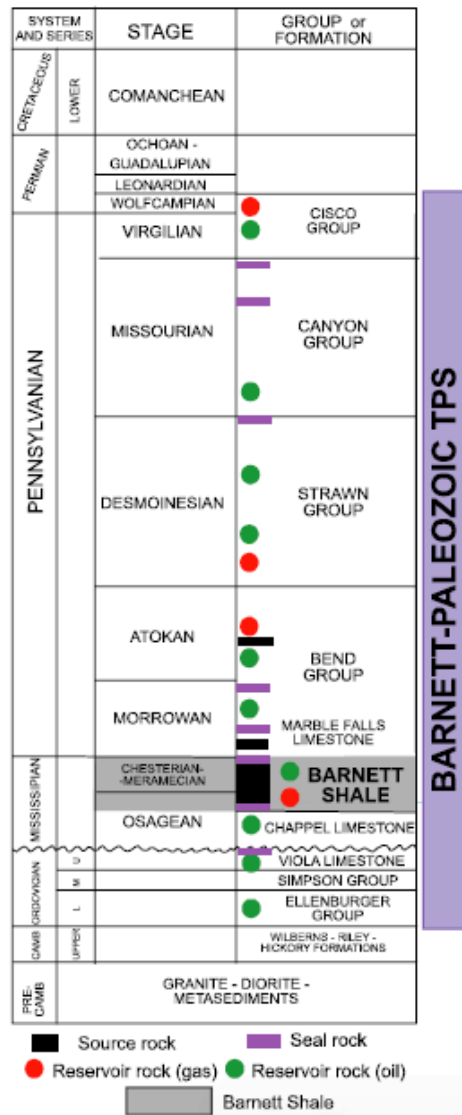 SYSTEM
AND SERIES
STAGE
GROUP or
FORMATION
CRETACEOUS
LOWER
COMANCHEAN
PERMIAN
OCHOAN -
GUADALUPIAN
LEONARDIAN
WOLFCAMPIAN
CISCO
GROUP
PENNSYLVANIAN
VIRGILIAN
MISSOURIAN
CANYON
GROUP
DESMOINESIAN
STRAWN
GROUP
ATOKAN
BEND
GROUP
MORROWAN
MARBLE FALLS
LIMESTONE
MISSISSIPIAN
CHESTERIAN-
-MERAMECIAN
BARNETT
SHALE
OSAGEAN
CHAPPEL LIMESTONE
ORDOVICIAN
U
VIOLA LIMESTONE
M
SIMPSON GROUP
L
ELLENBURGER
GROUP
CAMB
UPPER
WILBERNS - RILEY -
HICKORY FORMATIONS
PRE-
CAMB
GRANITE - DIORITE -
METASEDIMENTS
BARNETT-PALEOZOIC TPS
Source rock
Seal rock
Reservoir rock (gas)
Reservoir rock (oil)
Barnett Shale